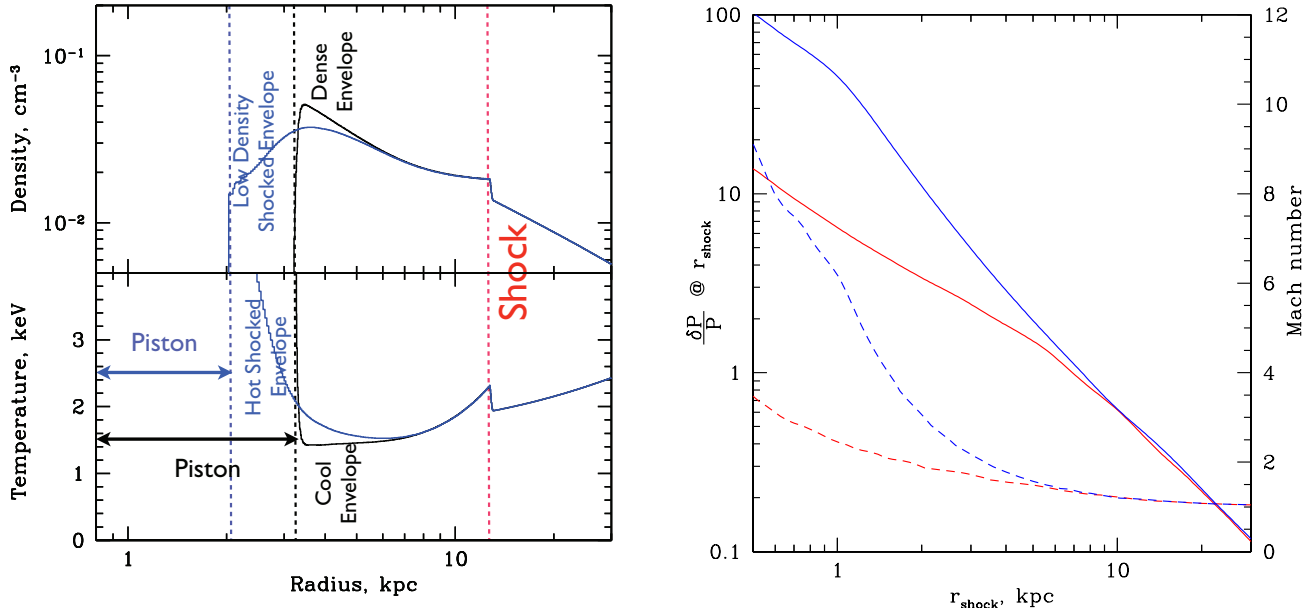 Density, cm⁻³
10⁻¹
10⁻²
Low Density
Shocked Envelope
Dense
Envelope
Shock
Temperature, keV
3
2
1
0
Piston
Hot Shocked
Envelope
Piston
Cool
Envelope
1
10
Radius, kpc
δP
P
@ r_shock
100
10
1
0.1
1
10
r_shock, kpc
12
10
8
6
4
2
0
Mach number